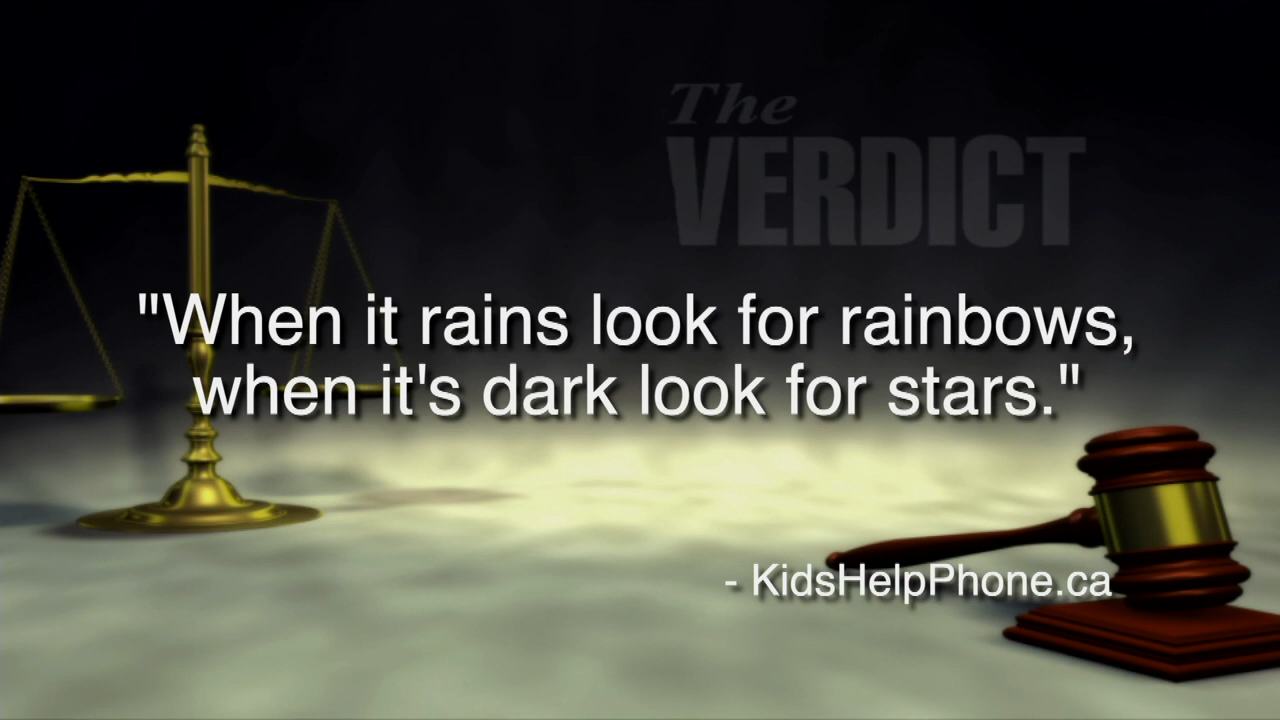 The
VERDICT
"When it rains look for rainbows,
when it's dark look for stars."
- KidsHelpPhone.ca